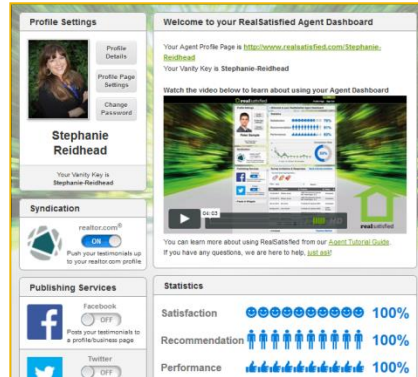 Profile Settings
Profile
Details
Profile Page
Settings
Change
Password
Stephanie
Reidhead
Your Vanity Key is
Stephanie-Reidhead
Syndication
realtor.com®
ON
Push your testimonials up
to your realtor.com profile
Publishing Services
Facebook
OFF
Posts your testimonials to
a profile/business page
Twitter
OFF
Welcome to your RealSatisfied Agent Dashboard
Your Agent Profile Page is http://www.realsatisfied.com/Stephanie-
Reidhead
Your Vanity Key is Stephanie-Reidhead
Watch the video below to learn about using your Agent Dashboard
realsatisfied
04:03
HD
realsatisfied
You can learn more about using RealSatisfied from our Agent Tutorial Guide.
If you have any questions, we are here to help, just ask!
Statistics
Satisfaction 100%
Recommendation 100%
Performance 100%